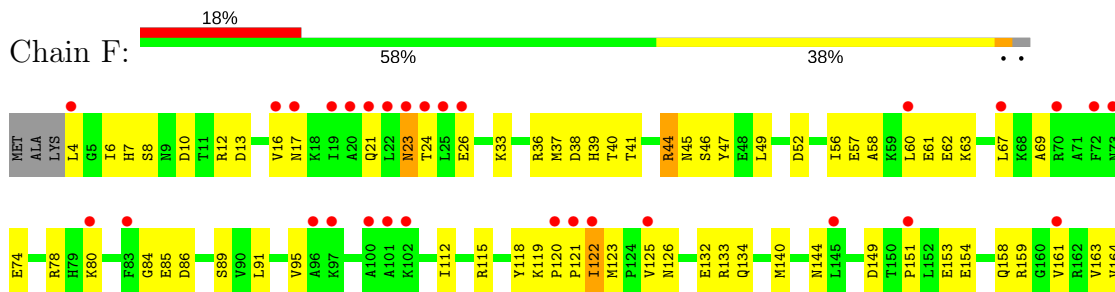 18%
Chain F:
58% 38% . .
MET ALA LYS L4 G5 I6 H7 S8 N9 D10 T11 R12 D13 V16 N17 K18 I19 A20 Q21 L22 N23 T24 L25 E26 K33 R36 M37 D38 H39 T40 T41 R44 N45 S46 Y47 E48 L49 D52 I56 E57 A58 K59 L60 E61 E62 K63 L67 K68 A69 R70 A71 F72 N73
E74 R78 H79 K80 F83 G84 E85 D86 S89 V90 L91 V95 A96 K97 A100 A101 K102 I112 R115 Y118 K119 P120 P121 I122 M123 P124 V125 N126 E132 R133 Q134 M140 N144 L145 D149 T150 P151 L152 E153 E154 Q158 R159 G160 V161 R162 V163